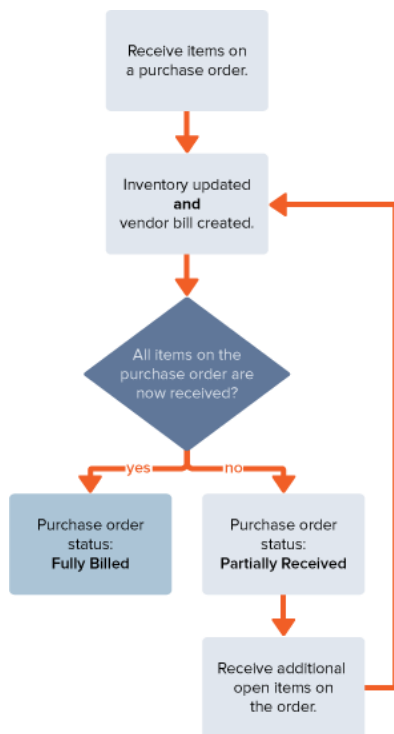 Receive items on
a purchase order.
Inventory updated
and
vendor bill created.
All items on the
purchase order are
now received?
yes
no
Purchase order
status:
Fully Billed
Purchase order
status:
Partially Received
Receive additional
open items on
the order.